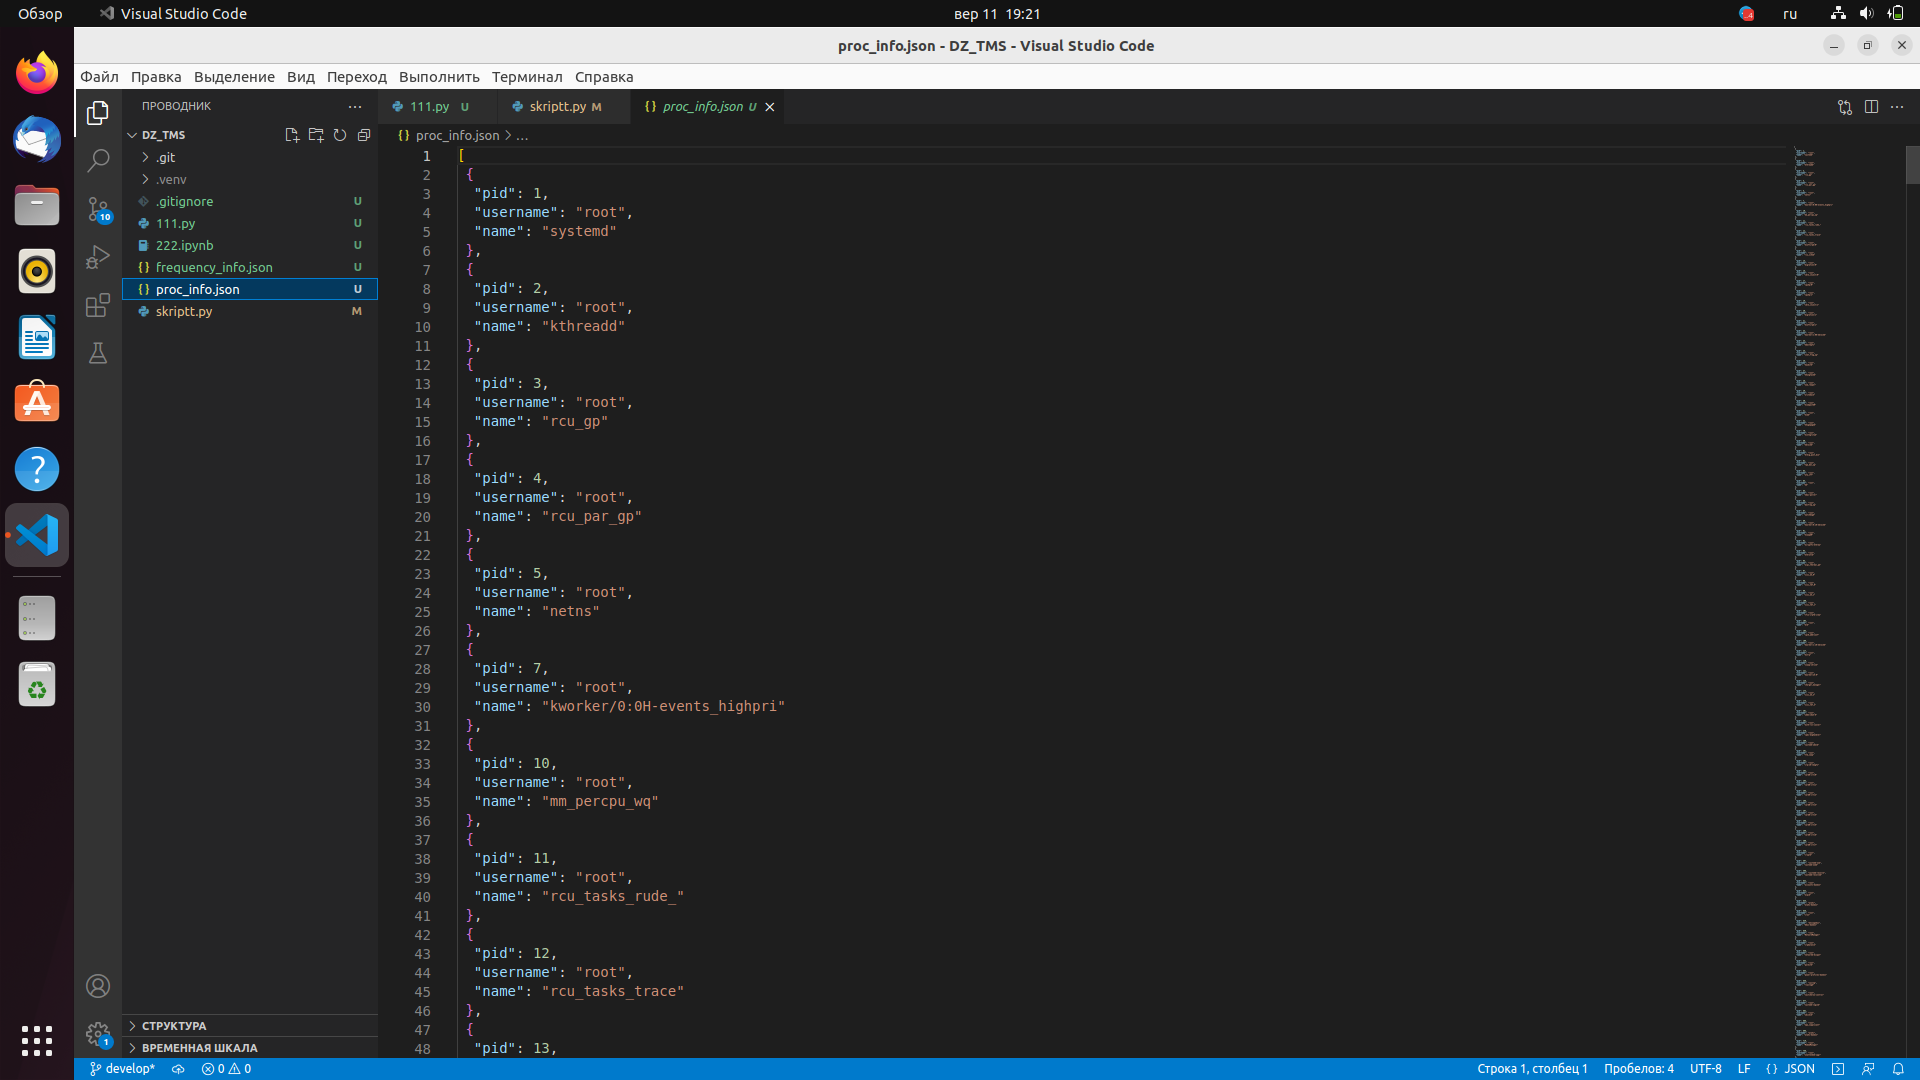 Обзор
Visual Studio Code
вер 11 19:21
ru
proc_info.json - DZ_TMS - Visual Studio Code
Файл Правка Выделение Вид Переход Выполнить Терминал Справка
ПРОВОДНИК
111.py U
skriptt.py M
{} proc_info.json U
DZ_TMS
{} proc_info.json > ...
.git
.venv
.gitignore U
111.py U
222.ipynb U
{} frequency_info.json U
{} proc_info.json U
skriptt.py M
10
СТРУКТУРА
ВРЕМЕННАЯ ШКАЛА
1
1 [
2 {
3 "pid": 1,
4 "username": "root",
5 "name": "systemd"
6 },
7 {
8 "pid": 2,
9 "username": "root",
10 "name": "kthreadd"
11 },
12 {
13 "pid": 3,
14 "username": "root",
15 "name": "rcu_gp"
16 },
17 {
18 "pid": 4,
19 "username": "root",
20 "name": "rcu_par_gp"
21 },
22 {
23 "pid": 5,
24 "username": "root",
25 "name": "netns"
26 },
27 {
28 "pid": 7,
29 "username": "root",
30 "name": "kworker/0:0H-events_highpri"
31 },
32 {
33 "pid": 10,
34 "username": "root",
35 "name": "mm_percpu_wq"
36 },
37 {
38 "pid": 11,
39 "username": "root",
40 "name": "rcu_tasks_rude_"
41 },
42 {
43 "pid": 12,
44 "username": "root",
45 "name": "rcu_tasks_trace"
46 },
47 {
48 "pid": 13,
develop* 0 0
Строка 1, столбец 1 Пробелов: 4 UTF-8 LF {} JSON